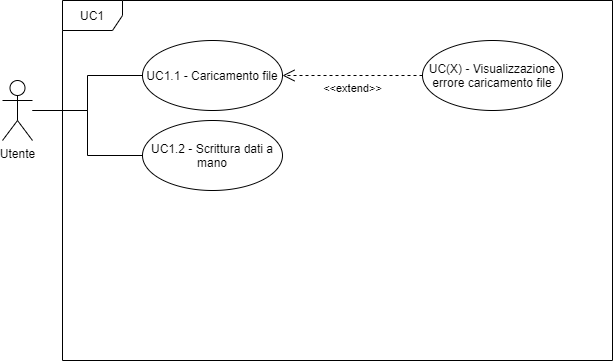 UC1
UC1.1 - Caricamento file
<<extend>>
UC(X) - Visualizzazione
errore caricamento file
Utente
UC1.2 - Scrittura dati a
mano